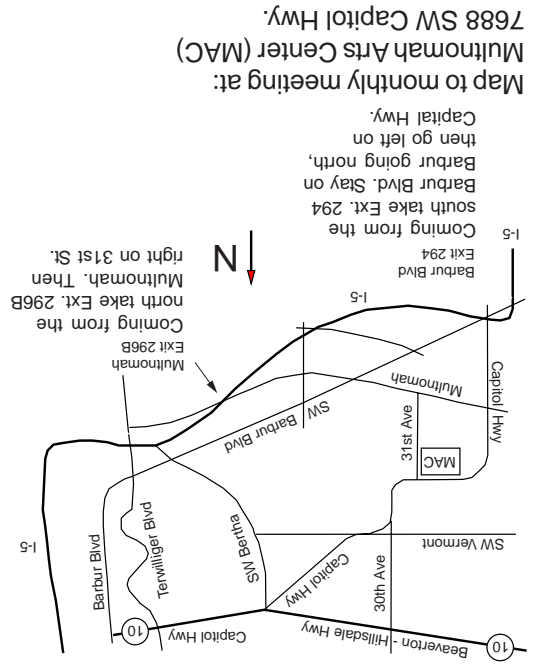 10
Beaverton - Hillsdale Hwy
Capitol Hwy
10
30th Ave
Capitol Hwy
SW Bertha
Terwilliger Blvd
Barbur Blvd
SW Vermont
I-5
MAC
31st Ave
Capitol Hwy
SW Barbur Blvd
Multnomah
I-5
I-5
Multnomah
Exit 296B
Coming from the
north take Ext. 296B
Multnomah. Then
right on 31st St.
N
Barbur Blvd
Exit 294
Coming from the
south take Ext. 294
Barbur Blvd. Stay on
Barbur going north,
then go left on
Capital Hwy.
Map to monthly meeting at:
Multnomah Arts Center (MAC)
7688 SW Capitol Hwy.